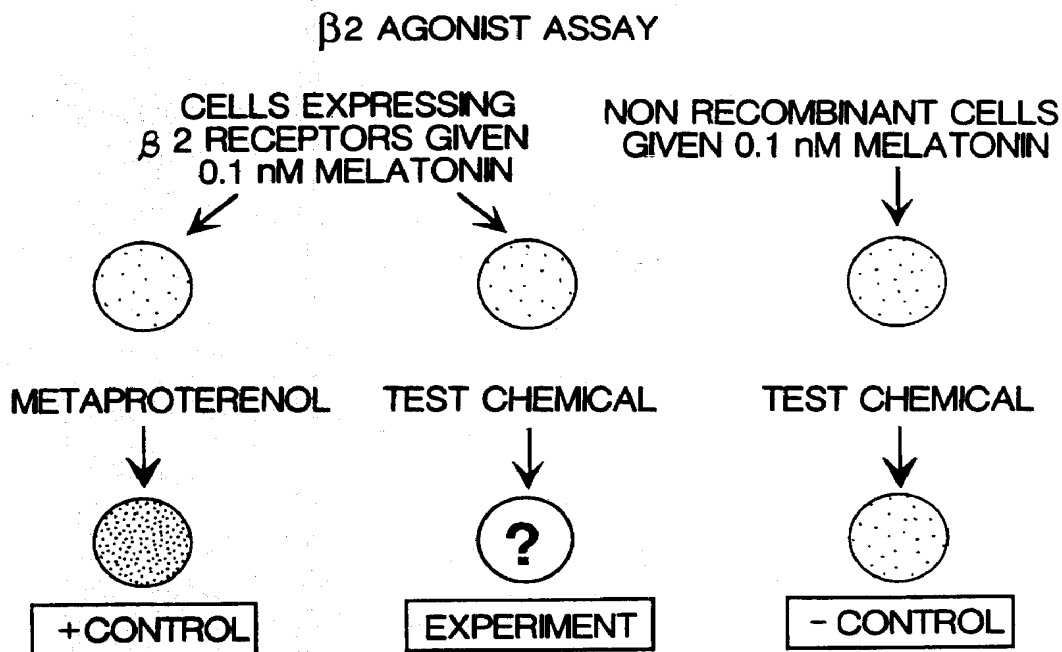 β2 AGONIST ASSAY
CELLS EXPRESSING
β 2 RECEPTORS GIVEN
0.1 nM MELATONIN
NON RECOMBINANT CELLS
GIVEN 0.1 nM MELATONIN
METAPROTERENOL
TEST CHEMICAL
TEST CHEMICAL
?
+CONTROL
EXPERIMENT
- CONTROL